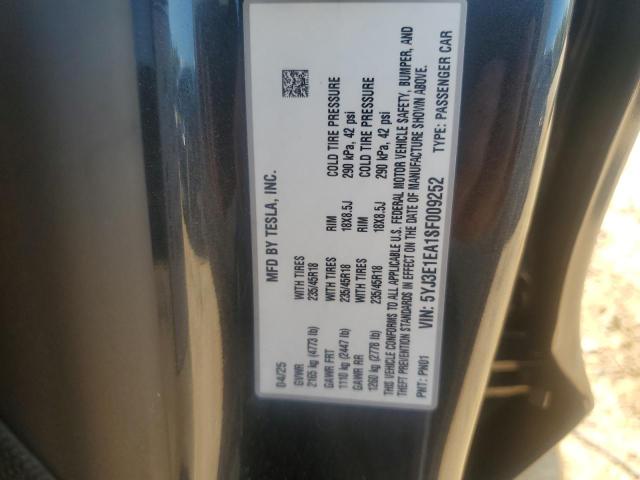 MFD BY TESLA, INC.
04/25
GVWR
2165 kg (4773 lb)
WITH TIRES
235/45R18
RIM
18X8.5J
COLD TIRE PRESSURE
290 kPa, 42 psi
GAWR FRT
1110 kg (2447 lb)
WITH TIRES
235/45R18
RIM
18X8.5J
COLD TIRE PRESSURE
290 kPa, 42 psi
GAWR RR
1260 kg (2778 lb)
WITH TIRES
235/45R18
THIS VEHICLE CONFORMS TO ALL APPLICABLE U.S. FEDERAL MOTOR VEHICLE SAFETY, BUMPER, AND
THEFT PREVENTION STANDARDS IN EFFECT ON THE DATE OF MANUFACTURE SHOWN ABOVE.
VIN: 5YJ3E1EA1SF009252
PMT: PN01
TYPE: PASSENGER CAR